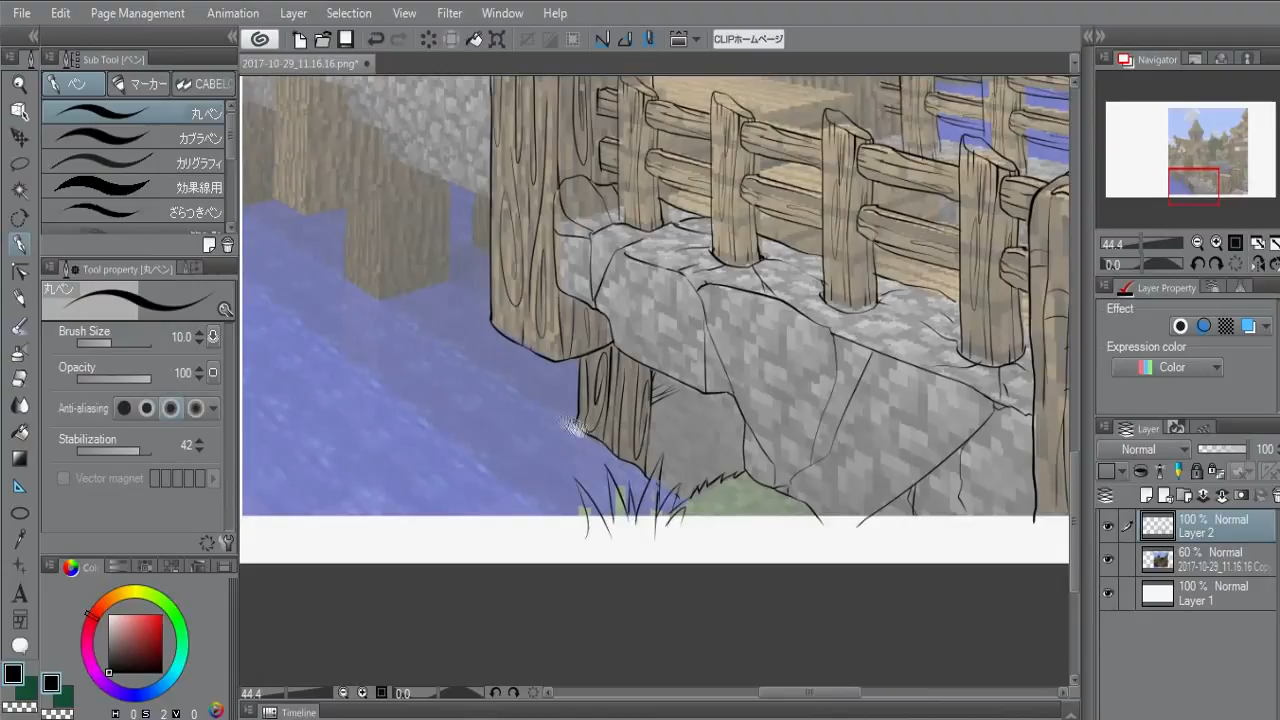 File Edit Page Management Animation Layer Selection View Filter Window Help
CLIPホームページ
Sub Tool [ペン]
2017-10-29_11.16.16.png*
Navigator
ペン マーカー CABELO
丸ペン
カブラペン
カリグラフィ
効果線用
ざらつきペン
44.4
0.0
Tool property [丸ペン]
丸ペン
Layer Property
Effect
Brush Size 10.0
Expression color
Color
Opacity 100
Anti-aliasing
Stabilization 42
Layer
Normal 100
Vector magnet
100 % Normal
Layer 2
60 % Normal
2017-10-29_11.16.16 Cop
100 % Normal
Layer 1
Col
44.4 0.0
H 0 S 2 V 0
Timeline